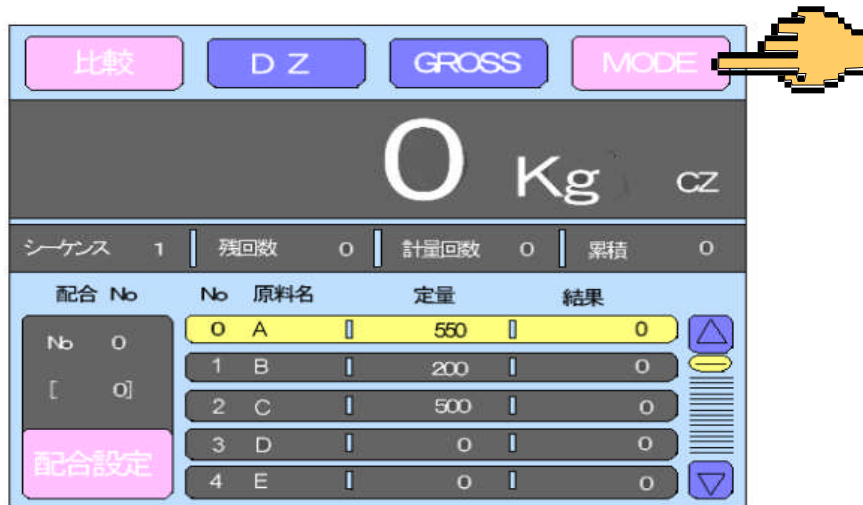 比較 DZ GROSS MODE
0 Kg CZ
シーケンス 1 残回数 0 計量回数 0 累積 0
配合 No No 原料名 定量 結果
No 0
[ 0]
配合設定
0 A 550 0
1 B 200 0
2 C 500 0
3 D 0 0
4 E 0 0